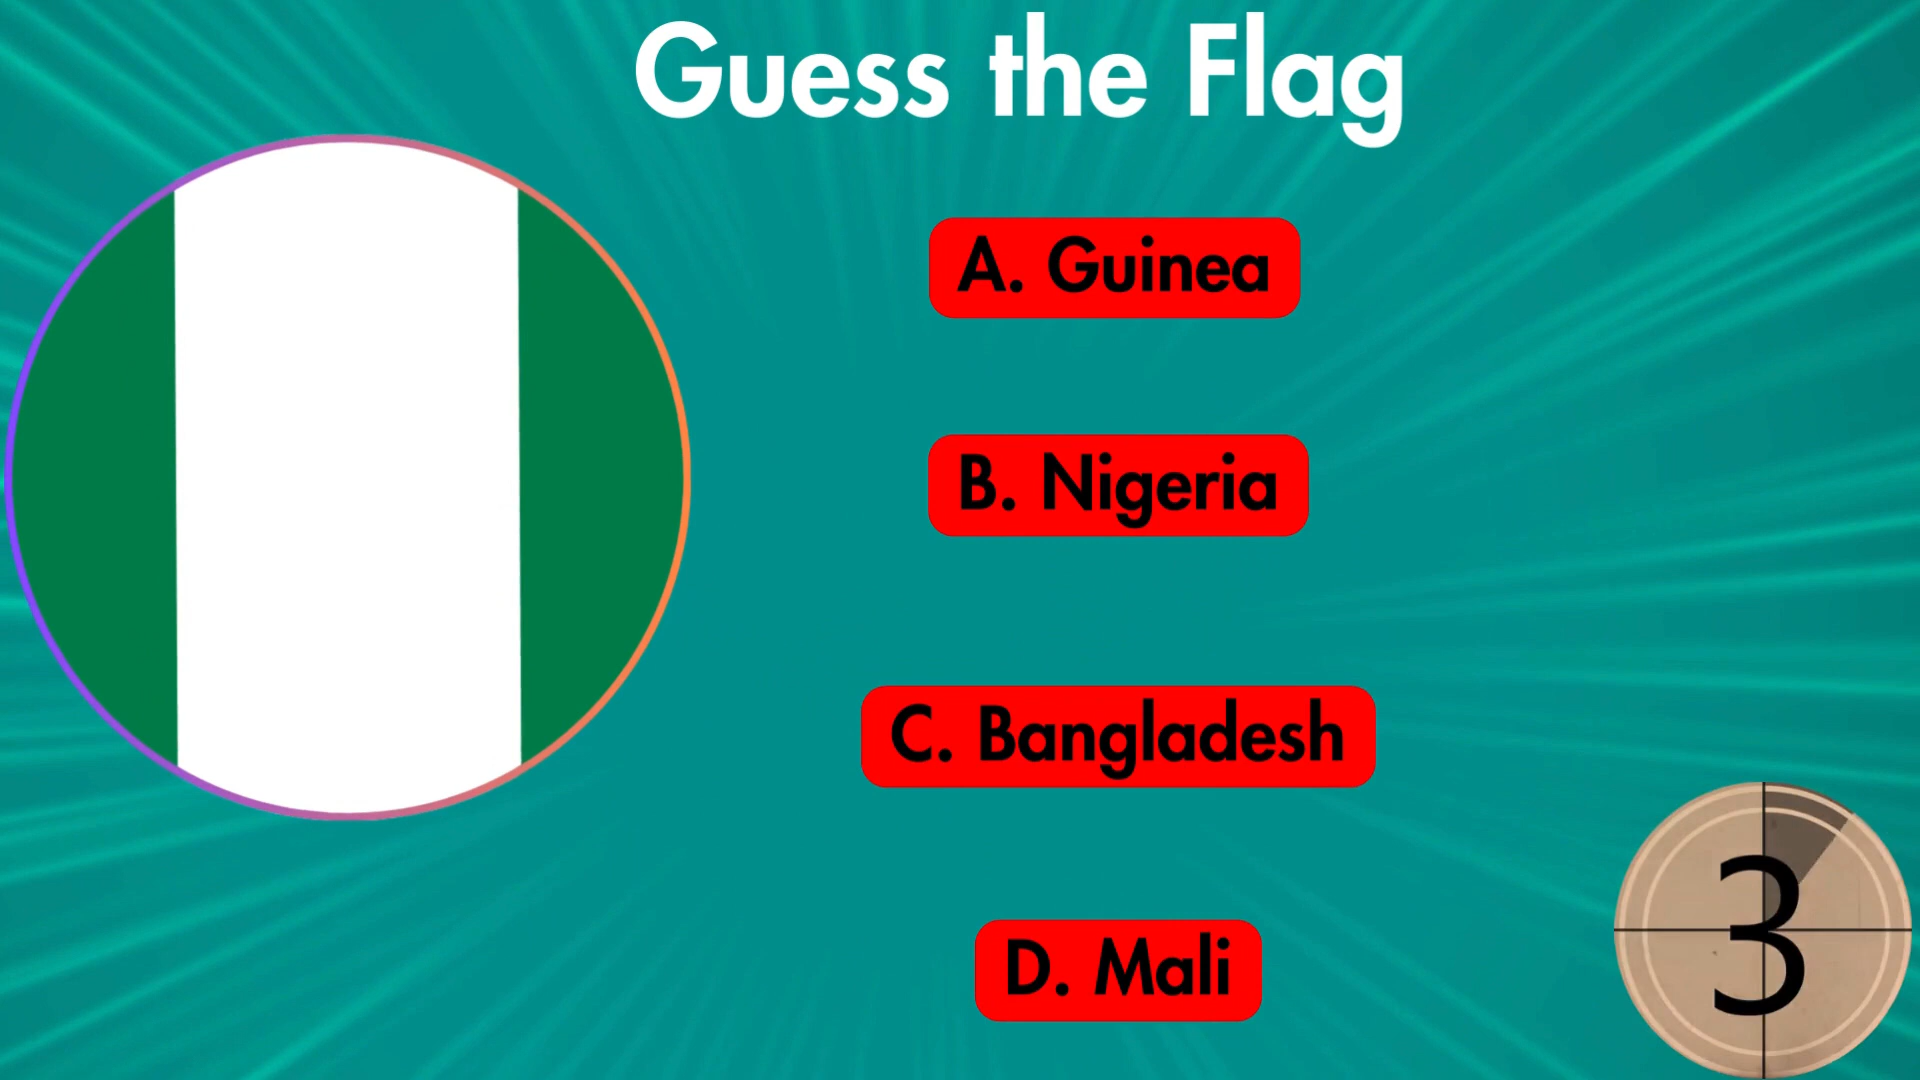 Guess the Flag
A. Guinea
B. Nigeria
C. Bangladesh
D. Mali
3